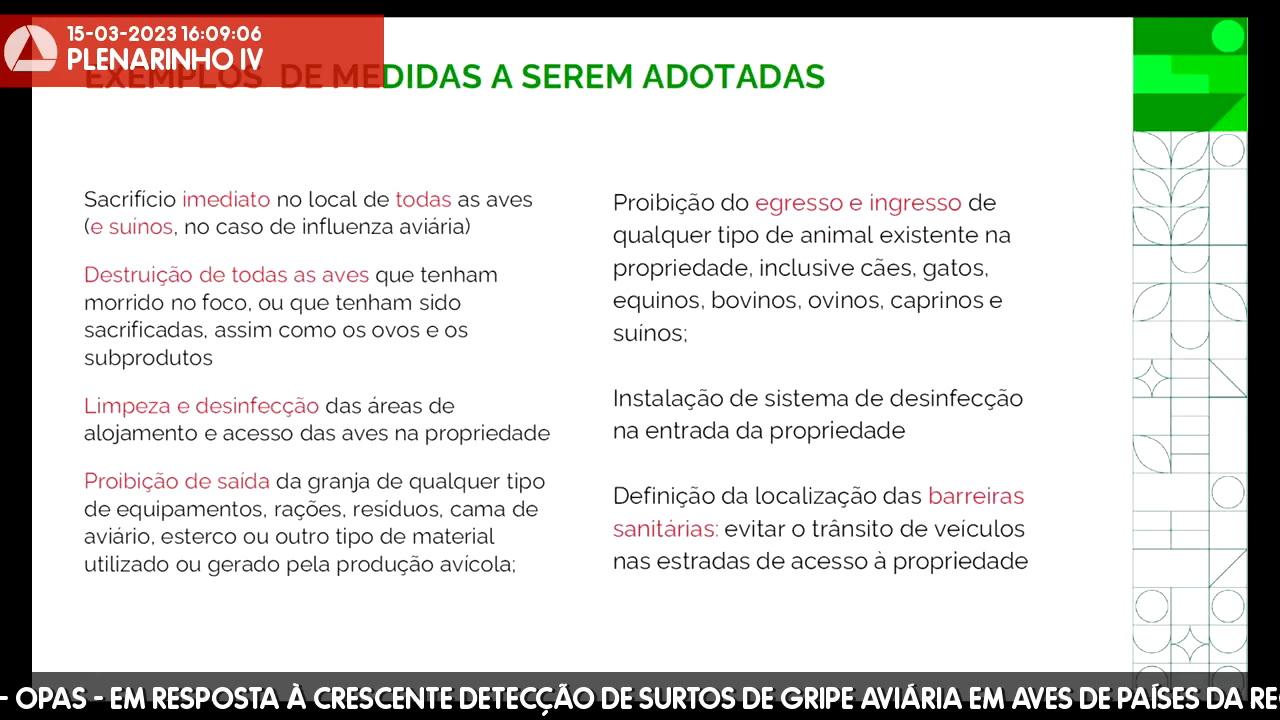 15-03-2023 16:09:06
PLENARINHO IV
EXEMPLOS DE MEDIDAS A SEREM ADOTADAS
Sacrifício imediato no local de todas as aves
(e suínos, no caso de influenza aviária)
Destruição de todas as aves que tenham
morrido no foco, ou que tenham sido
sacrificadas, assim como os ovos e os
subprodutos
Limpeza e desinfecção das áreas de
alojamento e acesso das aves na propriedade
Proibição de saída da granja de qualquer tipo
de equipamentos, rações, resíduos, cama de
aviário, esterco ou outro tipo de material
utilizado ou gerado pela produção avícola;
Proibição do egresso e ingresso de
qualquer tipo de animal existente na
propriedade, inclusive cães, gatos,
equinos, bovinos, ovinos, caprinos e
suínos;
Instalação de sistema de desinfecção
na entrada da propriedade
Definição da localização das barreiras
sanitárias: evitar o trânsito de veículos
nas estradas de acesso à propriedade
- OPAS - EM RESPOSTA À CRESCENTE DETECÇÃO DE SURTOS DE GRIPE AVIÁRIA EM AVES DE PAÍSES DA RE